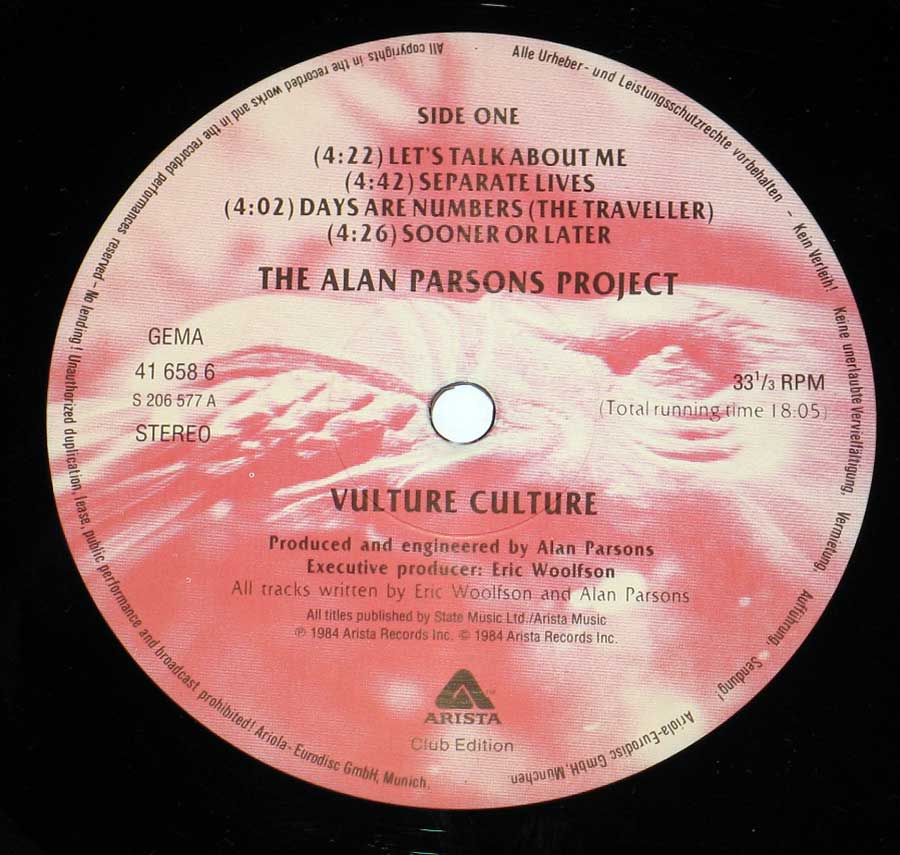 SIDE ONE
(4:22) LET'S TALK ABOUT ME
(4:42) SEPARATE LIVES
(4:02) DAYS ARE NUMBERS (THE TRAVELLER)
(4:26) SOONER OR LATER
THE ALAN PARSONS PROJECT
GEMA
41 658 6
S 206 577 A
STEREO
33 1/3 RPM
(Total running time 18:05)
VULTURE CULTURE
Produced and engineered by Alan Parsons
Executive producer: Eric Woolfson
All tracks written by Eric Woolfson and Alan Parsons
All titles published by State Music Ltd./Arista Music
℗ 1984 Arista Records Inc. © 1984 Arista Records Inc.
TM
ARISTA
Club Edition
Alle Urheber- und Leistungsschutzrechte vorbehalten - Kein Verleih! Keine unerlaubte Vervielfältigung, Vermietung, Aufführung, Sendung! Ariola-Eurodisc GmbH, München
All copyrights in the recorded works and in the recorded performances reserved - No lending! Unauthorized duplication, lease, public performance and broadcast prohibited! Ariola-Eurodisc GmbH, Munich.